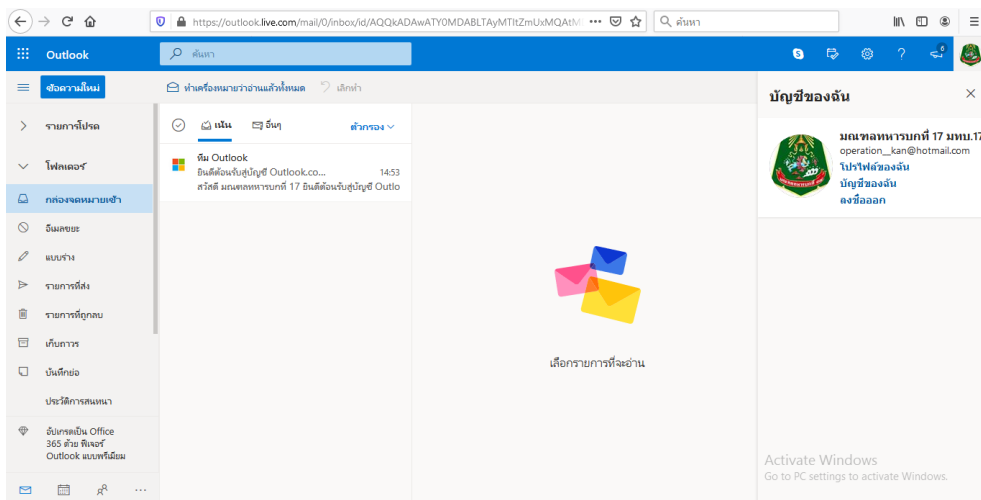 https://outlook.live.com/mail/0/inbox/id/AQQkADAwATY0MDABLTAyMTItZmUxMQAtM
ค้นหา
Outlook
ค้นหา
6
ข้อความใหม่
ทำเครื่องหมายว่าอ่านแล้วทั้งหมด
เลิกทำ
รายการโปรด
โฟลเดอร์
กล่องจดหมายเข้า
อีเมลขยะ
แบบร่าง
รายการที่ส่ง
รายการที่ถูกลบ
เก็บถาวร
บันทึกย่อ
ประวัติการสนทนา
อัปเกรดเป็น Office
365 ด้วย ฟีเจอร์
Outlook แบบพรีเมียม
เน้น
อื่นๆ
ตัวกรอง
ทีม Outlook
ยินดีต้อนรับสู่บัญชี Outlook.co...
14:53
สวัสดี มณฑลทหารบกที่ 17 ยินดีต้อนรับสู่บัญชี Outlo
เลือกรายการที่จะอ่าน
บัญชีของฉัน
มณฑลทหารบกที่ 17 มทบ.17
operation_kan@hotmail.com
โปรไฟล์ของฉัน
บัญชีของฉัน
ลงชื่อออก
Activate Windows
Go to PC settings to activate Windows.